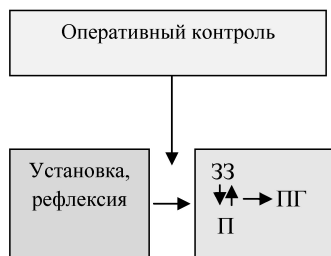 Оперативный контроль
Установка,
рефлексия
ЗЗ
ПГ
П